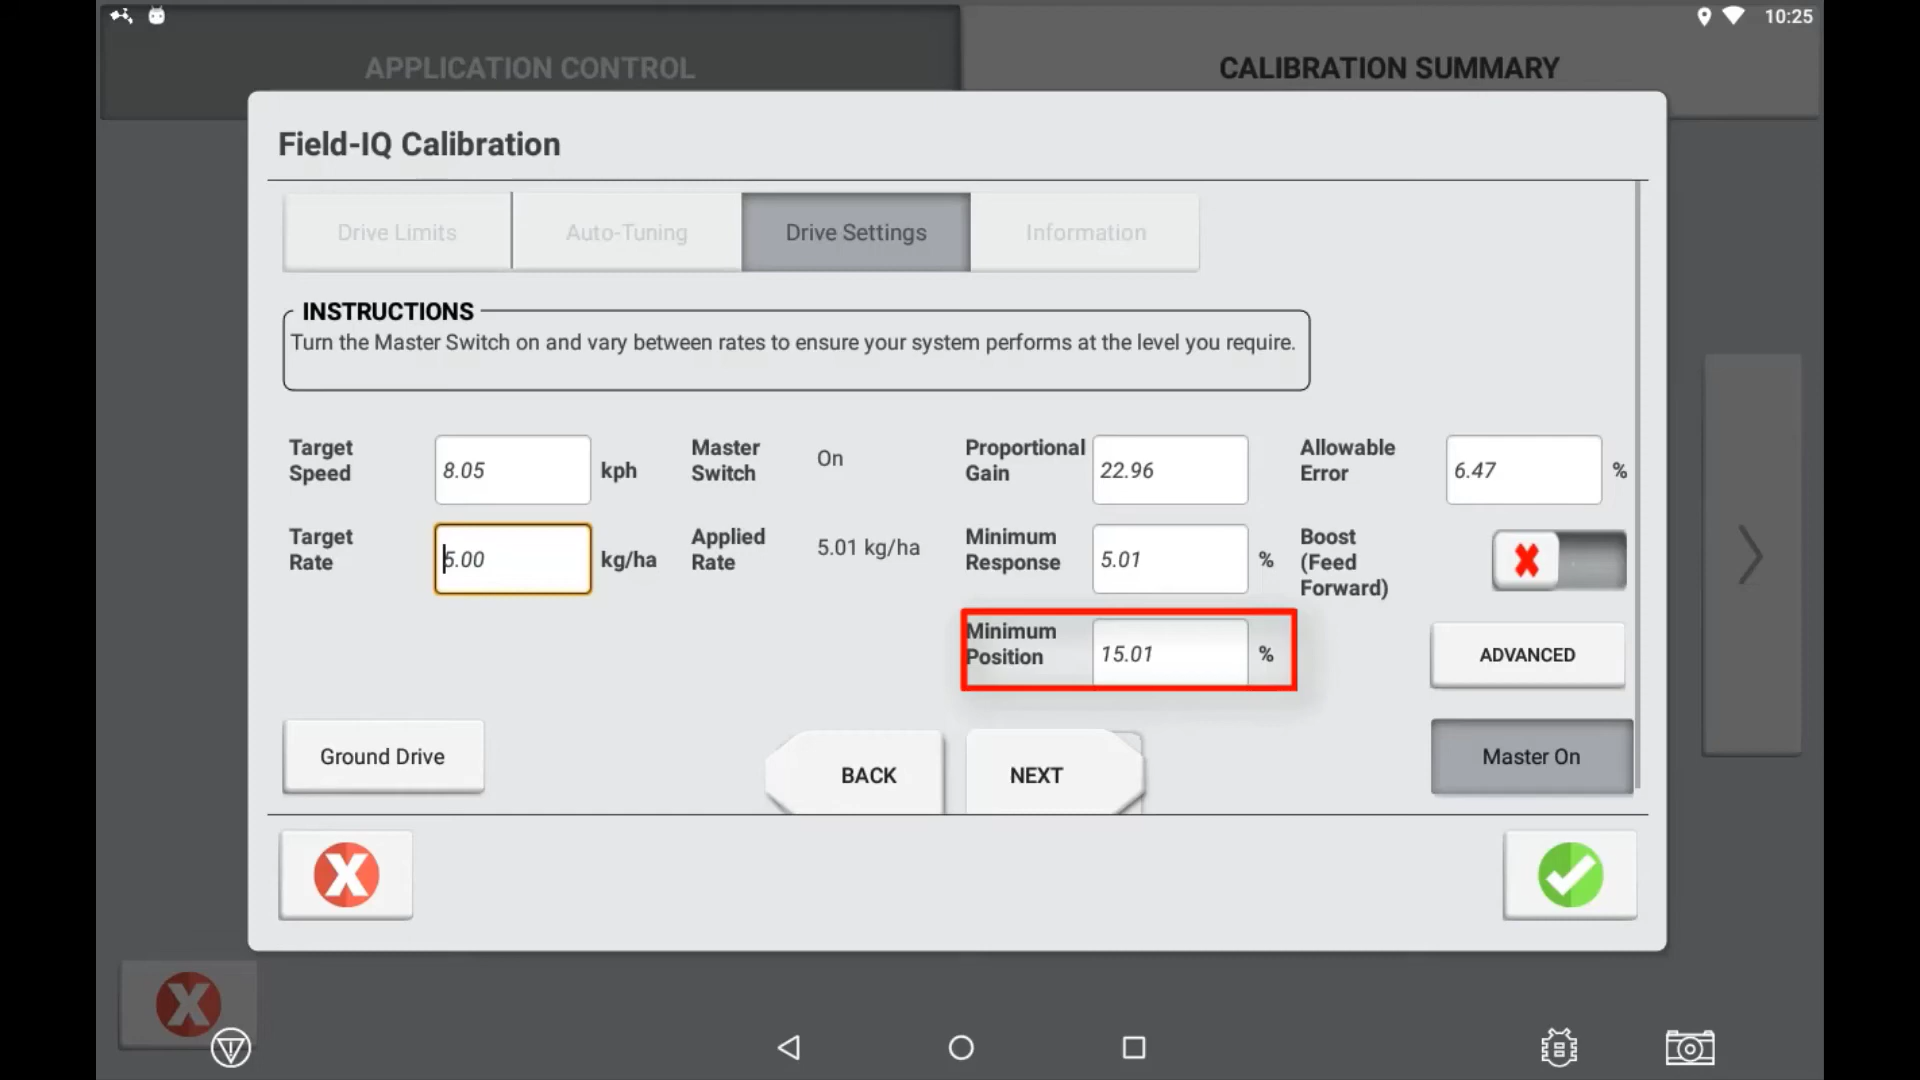 10:25
APPLICATION CONTROL
CALIBRATION SUMMARY
Field-IQ Calibration
Drive Limits
Auto-Tuning
Drive Settings
Information
INSTRUCTIONS
Turn the Master Switch on and vary between rates to ensure your system performs at the level you require.
Target
Speed
8.05
kph
Master
Switch
On
Proportional
Gain
22.96
Allowable
Error
6.47
%
Target
Rate
5.00
kg/ha
Applied
Rate
5.01 kg/ha
Minimum
Response
5.01
%
Boost
(Feed
Forward)
Minimum
Position
15.01
%
ADVANCED
Ground Drive
BACK
NEXT
Master On